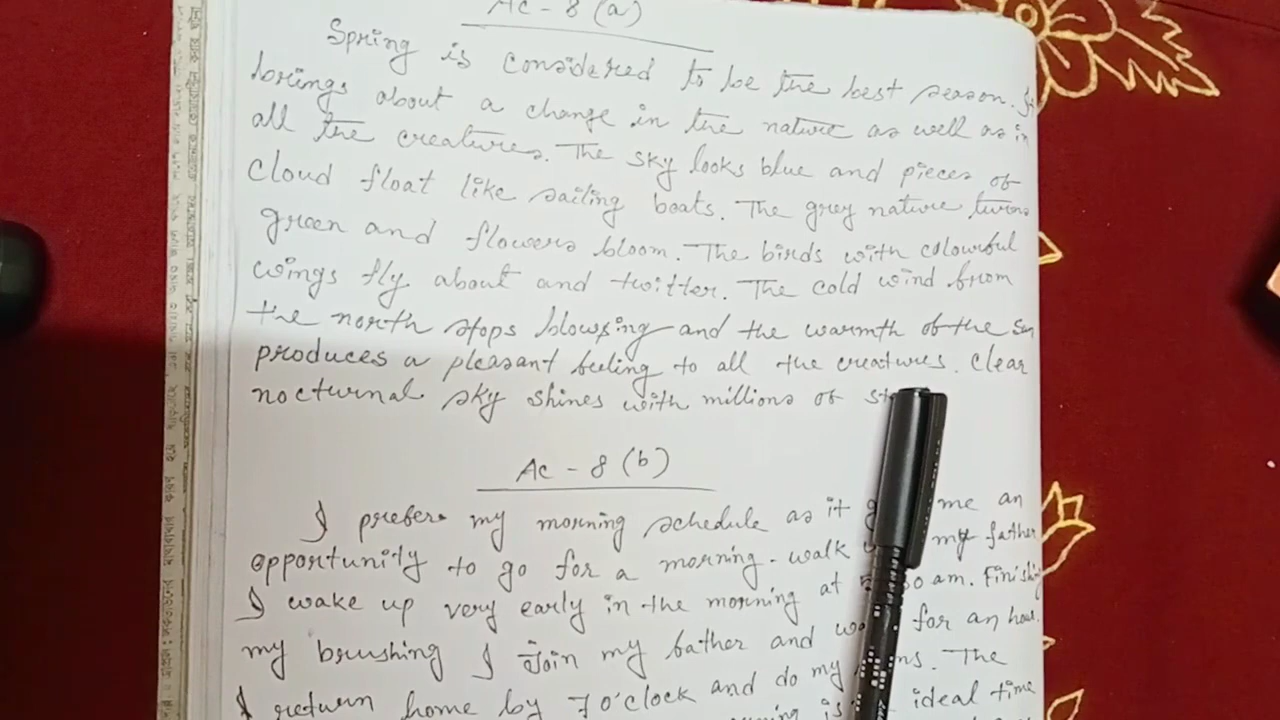 Ac - 8 (a)
Spring is considered to be the best season. It
brings about a change in the nature as well as in
all the creatures. The sky looks blue and pieces of
cloud float like sailing boats. The grey nature turns
green and flowers bloom. The birds with colourful
wings fly about and twitter. The cold wind from
the north stops blowing and the warmth of the sun
produces a pleasant feeling to all the creatures. Clear
nocturnal sky shines with millions of
Ac - 8 (b)
I prefer my morning schedule as it me an
opportunity to go for a morning-walk my father
I wake up very early in the morning at am. Finishing
my brushing I Join my father and for an hour.
I return home by 7 O'clock and do my The
ideal time